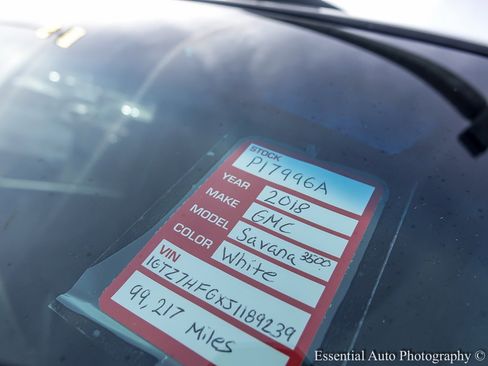 STOCK P17996A
YEAR 2018
MAKE GMC
MODEL Savana 3500
COLOR White
VIN
1GTZ7HFGXJ1189239
99,217 Miles
Essential Auto Photography ©